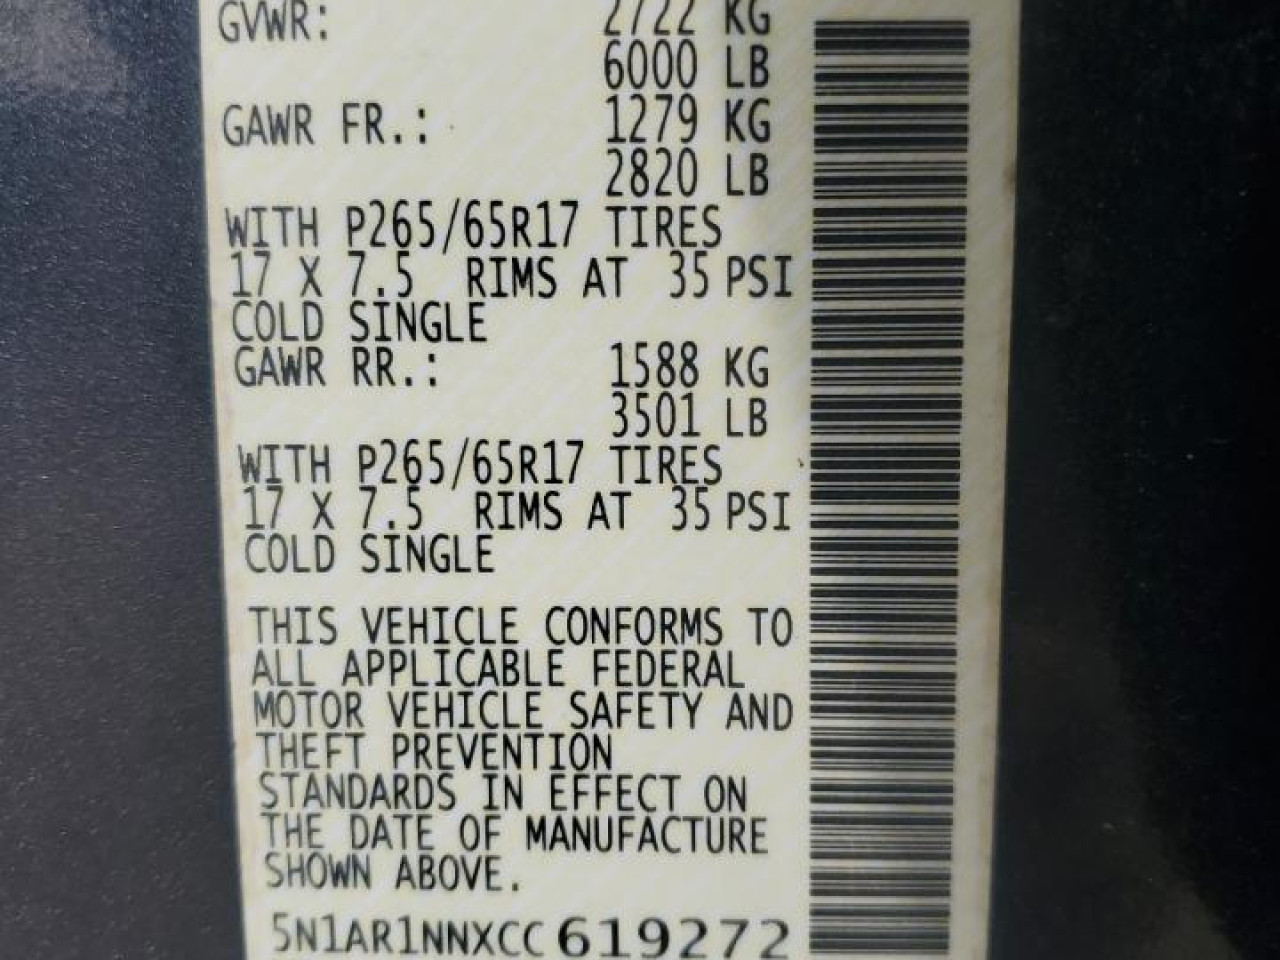 GVWR: 2722 KG
6000 LB
GAWR FR.: 1279 KG
2820 LB
WITH P265/65R17 TIRES
17 X 7.5 RIMS AT 35 PSI
COLD SINGLE
GAWR RR.: 1588 KG
3501 LB
WITH P265/65R17 TIRES
17 X 7.5 RIMS AT 35 PSI
COLD SINGLE
THIS VEHICLE CONFORMS TO
ALL APPLICABLE FEDERAL
MOTOR VEHICLE SAFETY AND
THEFT PREVENTION
STANDARDS IN EFFECT ON
THE DATE OF MANUFACTURE
SHOWN ABOVE.
5N1AR1NNXCC619272